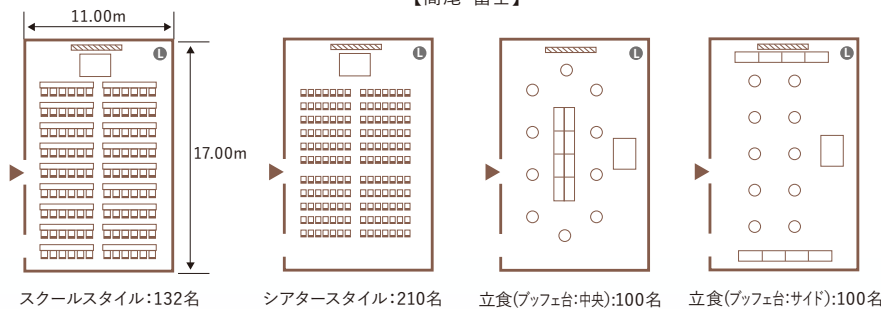 【高尾・富士】
11.00m
L
L
L
L
17.00m
スクールスタイル:132名
シアタースタイル:210名
立食(ブッフェ台:中央):100名
立食(ブッフェ台:サイド):100名